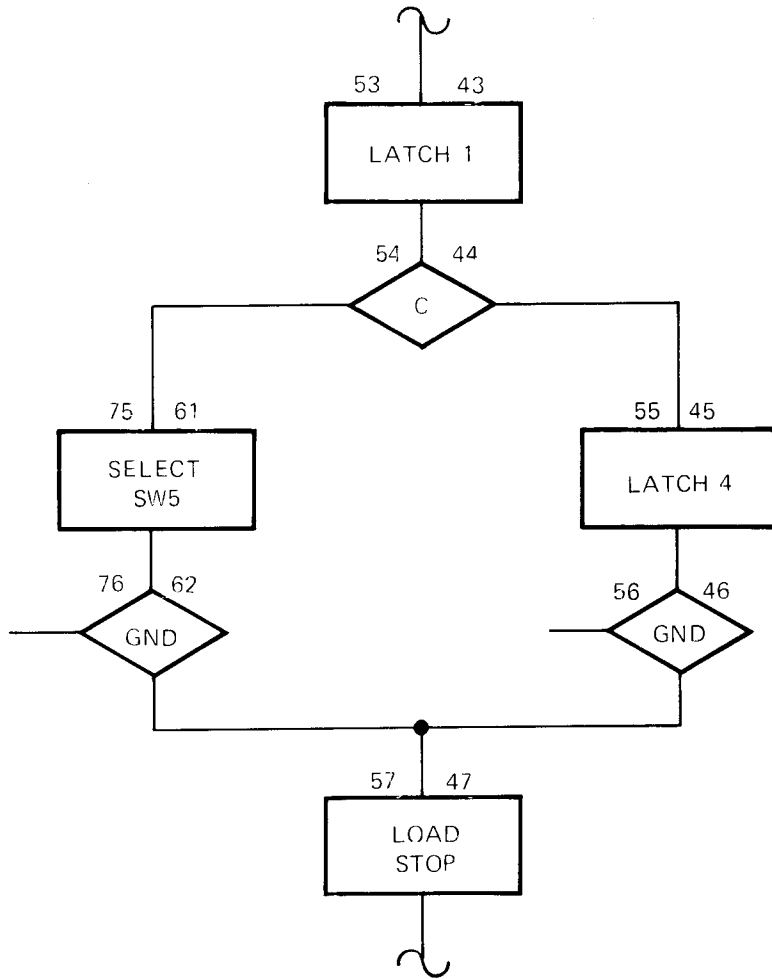 53 43
LATCH 1
54 44
C
75 61
SELECT
SW5
55 45
LATCH 4
76 62
GND
56 46
GND
57 47
LOAD
STOP